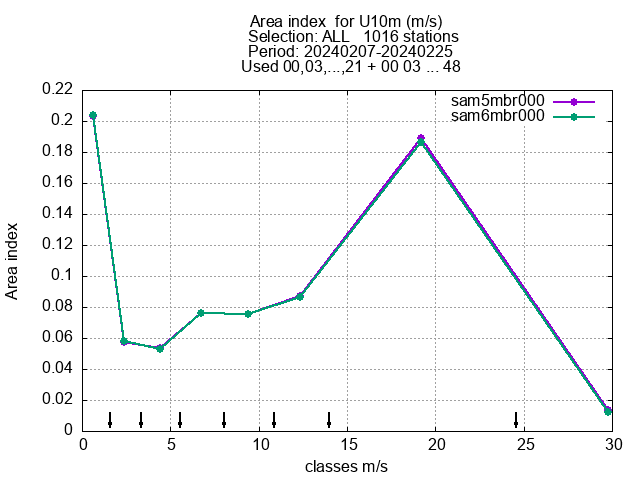 Area index  for U10m (m/s)
Selection: ALL   1016 stations
Period: 20240207-20240225
Used 00,03,...,21 + 00 03 ... 48
sam5mbr000
sam6mbr000
0.22
0.2
0.18
0.16
0.14
0.12
0.1
0.08
0.06
0.04
0.02
0
Area index
0 5 10 15 20 25 30
classes m/s